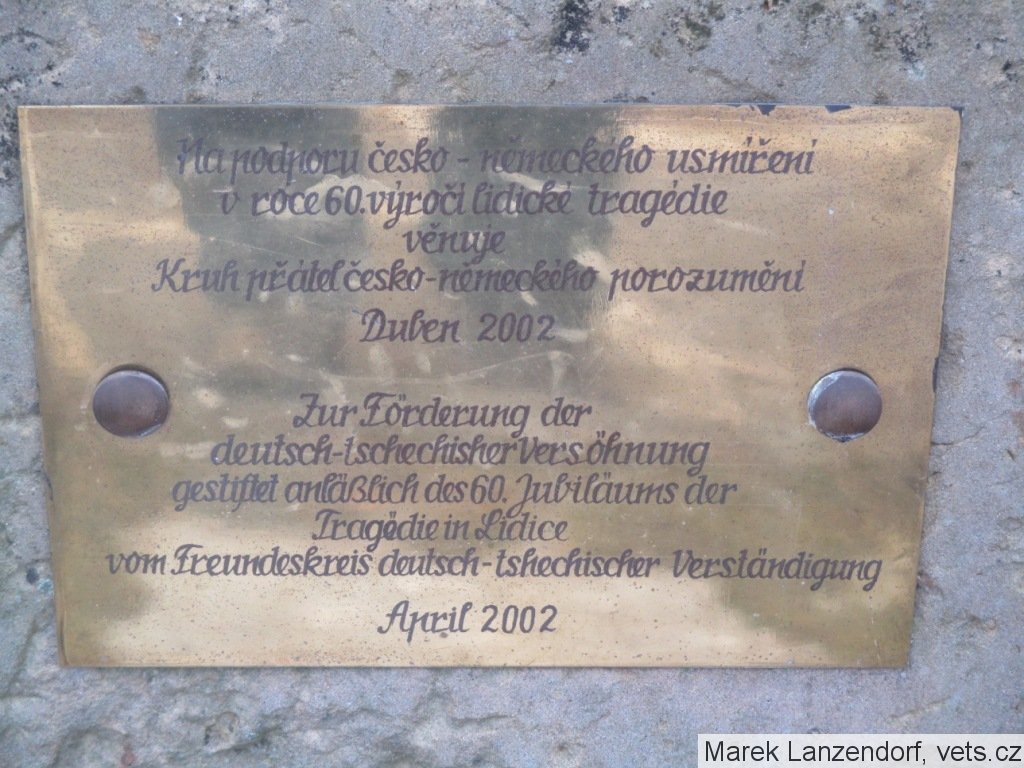 Na podporu česko - německého usmíření
v roce 60. výročí lidické tragédie
věnuje
Kruh přátel česko - německého porozumění
Duben 2002
Zur Förderung der
deutsch-tschechisher Versöhnung
gestiftet anläßlich des 60. Jubiläums der
Tragédie in Lidice
vom Freundeskreis deutsch-tshechischer Verständigung
April 2002
Marek Lanzendorf, vets.cz